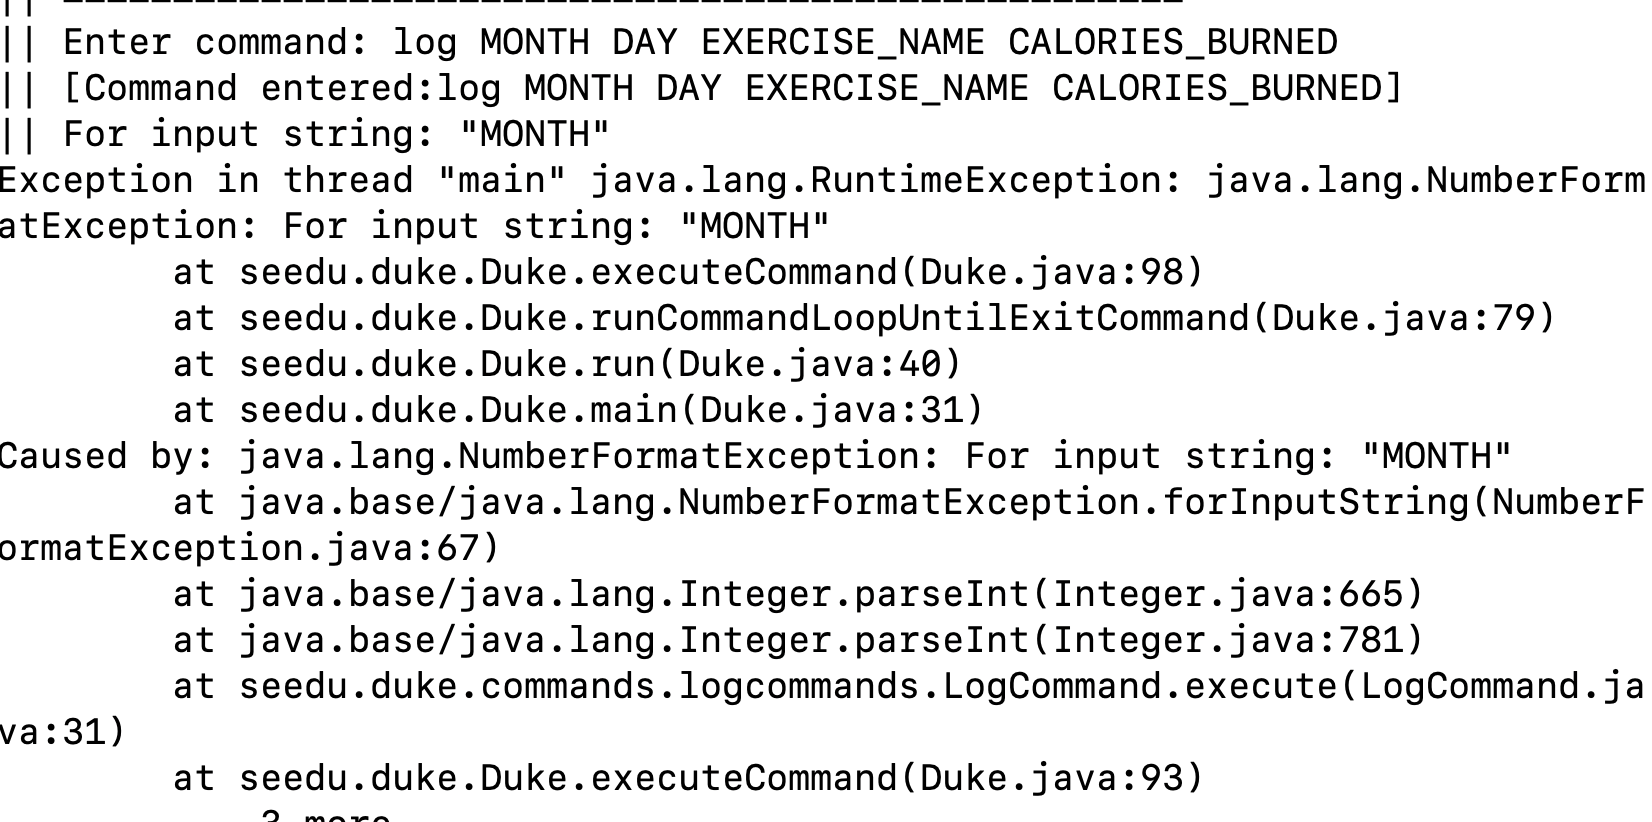 || Enter command: log MONTH DAY EXERCISE_NAME CALORIES_BURNED
|| [Command entered:log MONTH DAY EXERCISE_NAME CALORIES_BURNED]
|| For input string: "MONTH"
Exception in thread "main" java.lang.RuntimeException: java.lang.NumberForm
atException: For input string: "MONTH"
at seedu.duke.Duke.executeCommand(Duke.java:98)
at seedu.duke.Duke.runCommandLoopUntilExitCommand(Duke.java:79)
at seedu.duke.Duke.run(Duke.java:40)
at seedu.duke.Duke.main(Duke.java:31)
Caused by: java.lang.NumberFormatException: For input string: "MONTH"
at java.base/java.lang.NumberFormatException.forInputString(NumberF
ormatException.java:67)
at java.base/java.lang.Integer.parseInt(Integer.java:665)
at java.base/java.lang.Integer.parseInt(Integer.java:781)
at seedu.duke.commands.logcommands.LogCommand.execute(LogCommand.ja
va:31)
at seedu.duke.Duke.executeCommand(Duke.java:93)
3 more